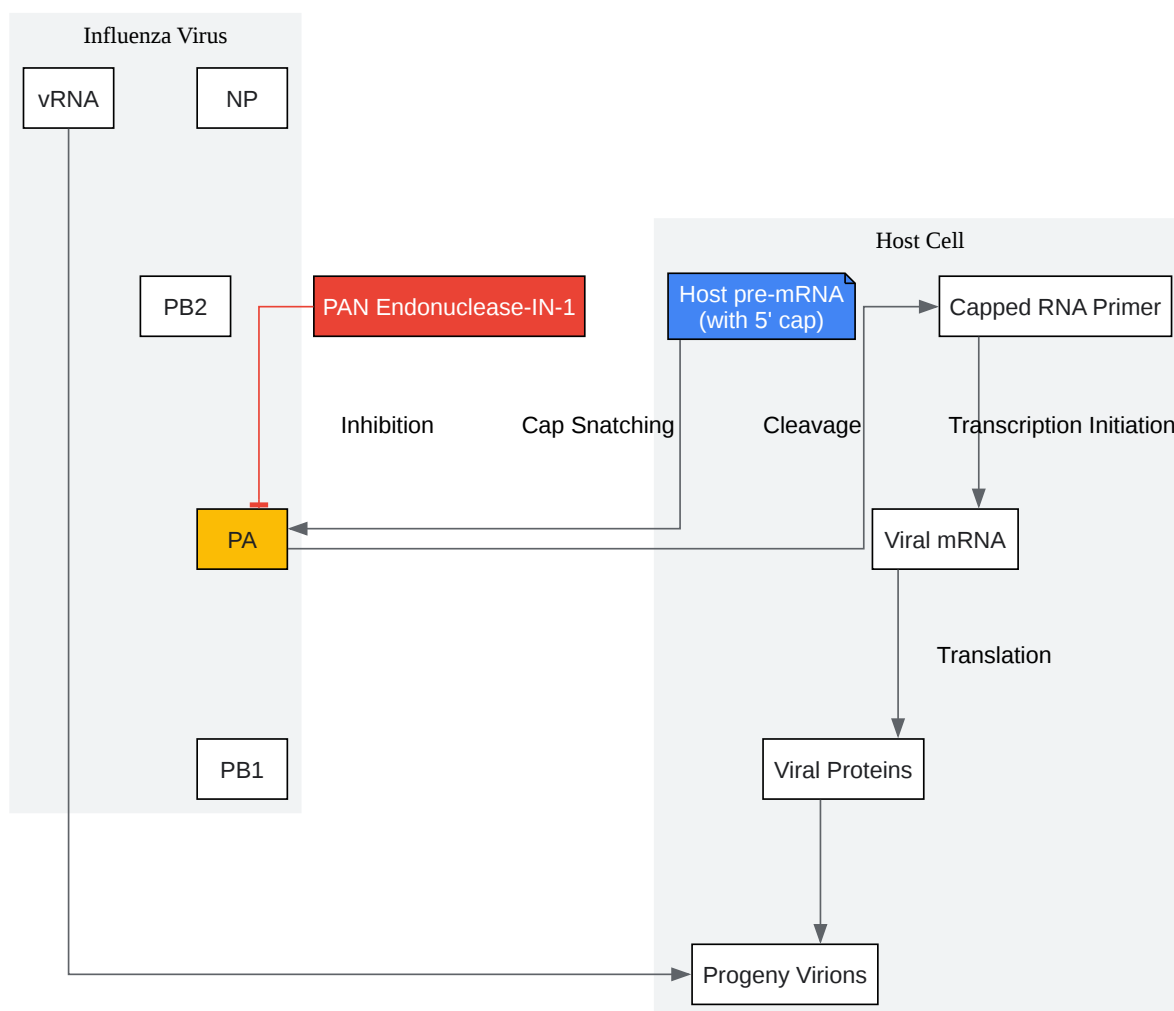 Influenza Virus
vRNA
NP
Host Cell
PB2
PAN Endonuclease-IN-1
Host pre-mRNA
(with 5' cap)
Capped RNA Primer
Inhibition
Cap Snatching
Cleavage
Transcription Initiation
PA
Viral mRNA
Translation
PB1
Viral Proteins
Progeny Virions